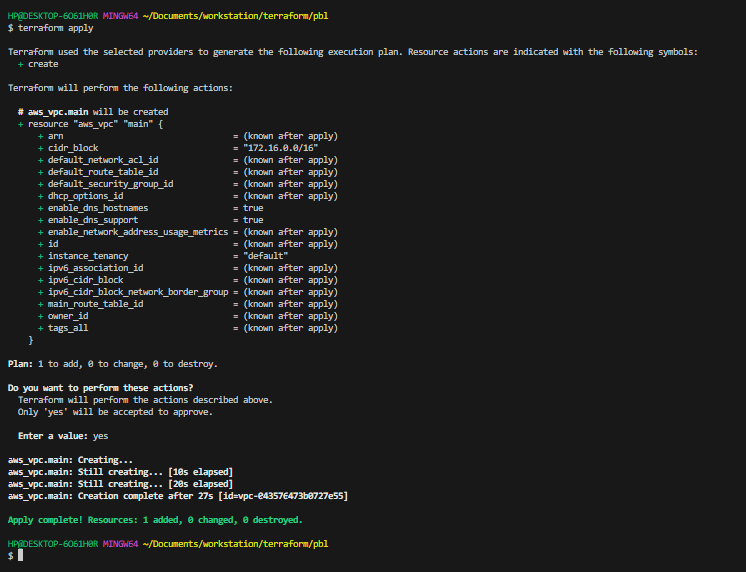 HP@DESKTOP-6O61H0R MINGW64 ~/Documents/workstation/terraform/pbl
$ terraform apply
Terraform used the selected providers to generate the following execution plan. Resource actions are indicated with the following symbols:
+ create
Terraform will perform the following actions:
# aws_vpc.main will be created
+ resource "aws_vpc" "main" {
+ arn = (known after apply)
+ cidr_block = "172.16.0.0/16"
+ default_network_acl_id = (known after apply)
+ default_route_table_id = (known after apply)
+ default_security_group_id = (known after apply)
+ dhcp_options_id = (known after apply)
+ enable_dns_hostnames = true
+ enable_dns_support = true
+ enable_network_address_usage_metrics = (known after apply)
+ id = (known after apply)
+ instance_tenancy = "default"
+ ipv6_association_id = (known after apply)
+ ipv6_cidr_block = (known after apply)
+ ipv6_cidr_block_network_border_group = (known after apply)
+ main_route_table_id = (known after apply)
+ owner_id = (known after apply)
+ tags_all = (known after apply)
}
Plan: 1 to add, 0 to change, 0 to destroy.
Do you want to perform these actions?
Terraform will perform the actions described above.
Only 'yes' will be accepted to approve.
Enter a value: yes
aws_vpc.main: Creating...
aws_vpc.main: Still creating... [10s elapsed]
aws_vpc.main: Still creating... [20s elapsed]
aws_vpc.main: Creation complete after 27s [id=vpc-043576473b0727e55]
Apply complete! Resources: 1 added, 0 changed, 0 destroyed.
HP@DESKTOP-6O61H0R MINGW64 ~/Documents/workstation/terraform/pbl
$